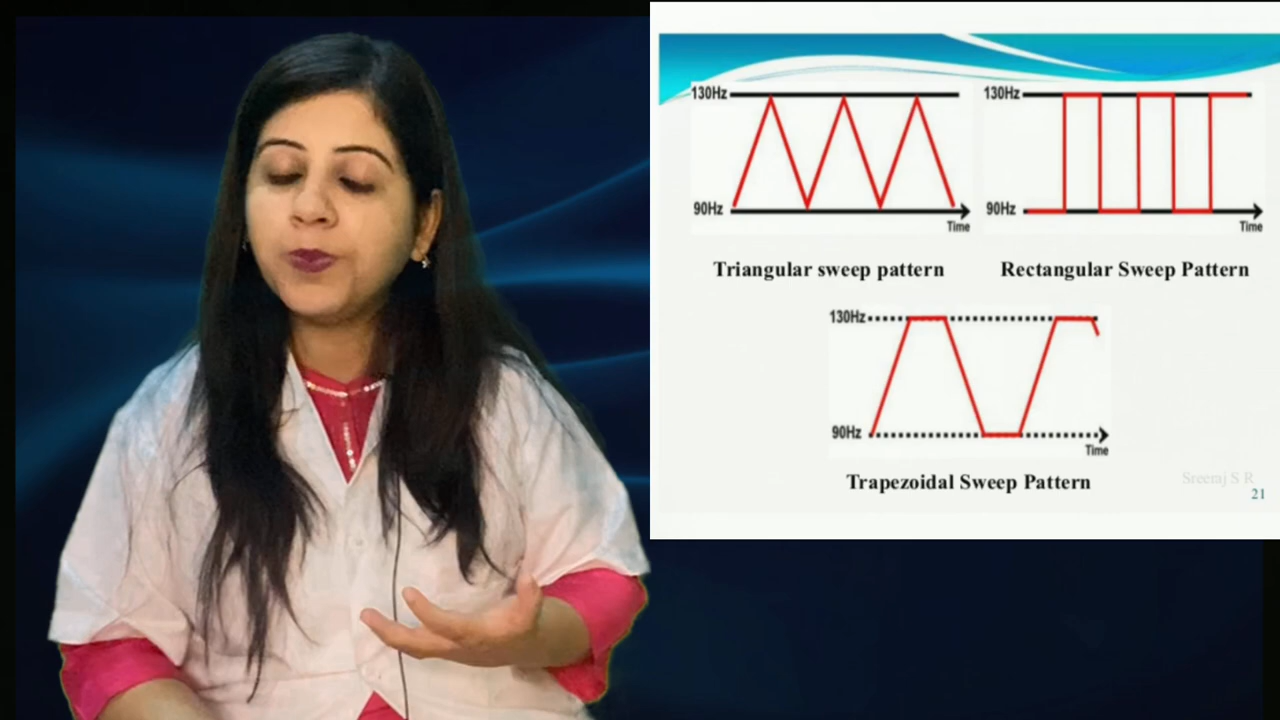 130Hz
90Hz
Time
Triangular sweep pattern
130Hz
90Hz
Time
Rectangular Sweep Pattern
130Hz
90Hz
Time
Trapezoidal Sweep Pattern
Sreeraj S R
21